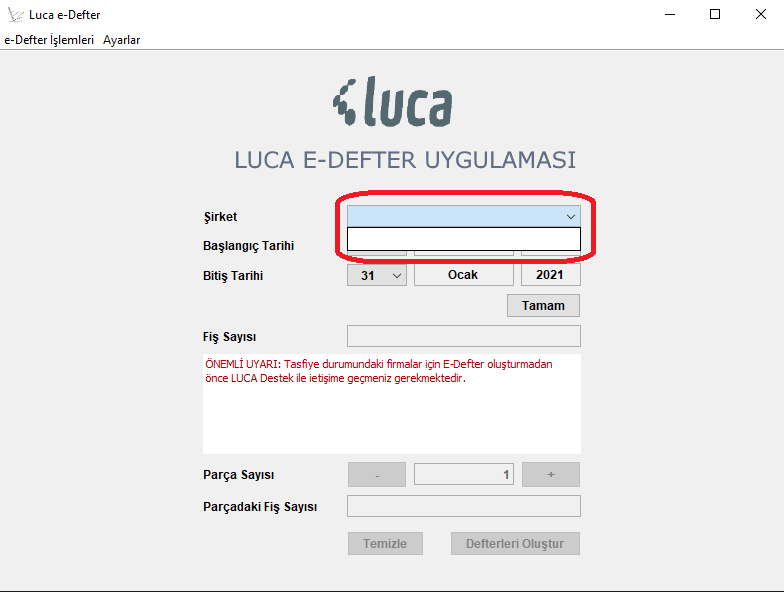 Luca e-Defter
e-Defter İşlemleri Ayarlar
luca
LUCA E-DEFTER UYGULAMASI
Şirket
Başlangıç Tarihi
Bitiş Tarihi 31 Ocak 2021
Tamam
Fiş Sayısı
ÖNEMLİ UYARI: Tasfiye durumundaki firmalar için E-Defter oluşturmadan
önce LUCA Destek ile ietişime geçmeniz gerekmektedir.
Parça Sayısı - 1 +
Parçadaki Fiş Sayısı
Temizle Defterleri Oluştur